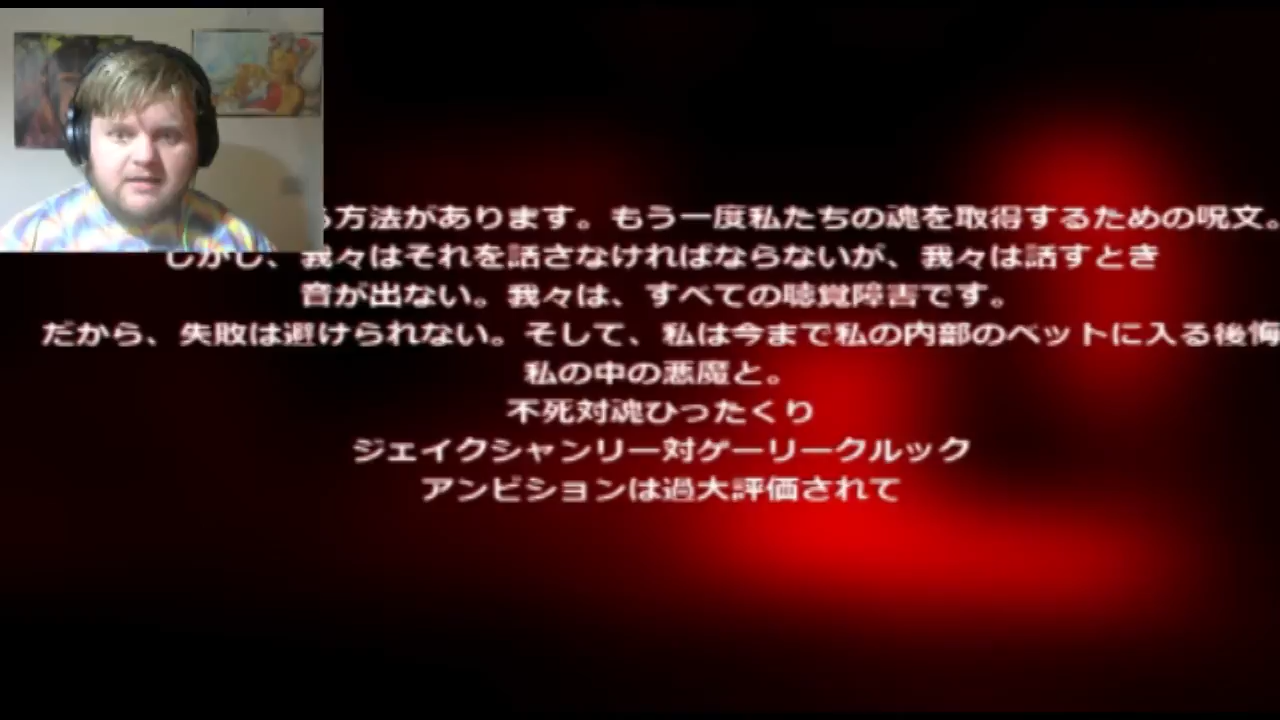 る方法があります。もう一度私たちの魂を取得するための呪文。
しかし、我々はそれを話さなければならないが、我々は話すとき
音が出ない。我々は、すべての聴覚障害です。
だから、失敗は避けられない。そして、私は今まで私の内部のベットに入る後悔
私の中の悪魔と。
不死対魂ひったくり
ジェイクシャンリー対ゲーリークルック
アンビションは過大評価されて